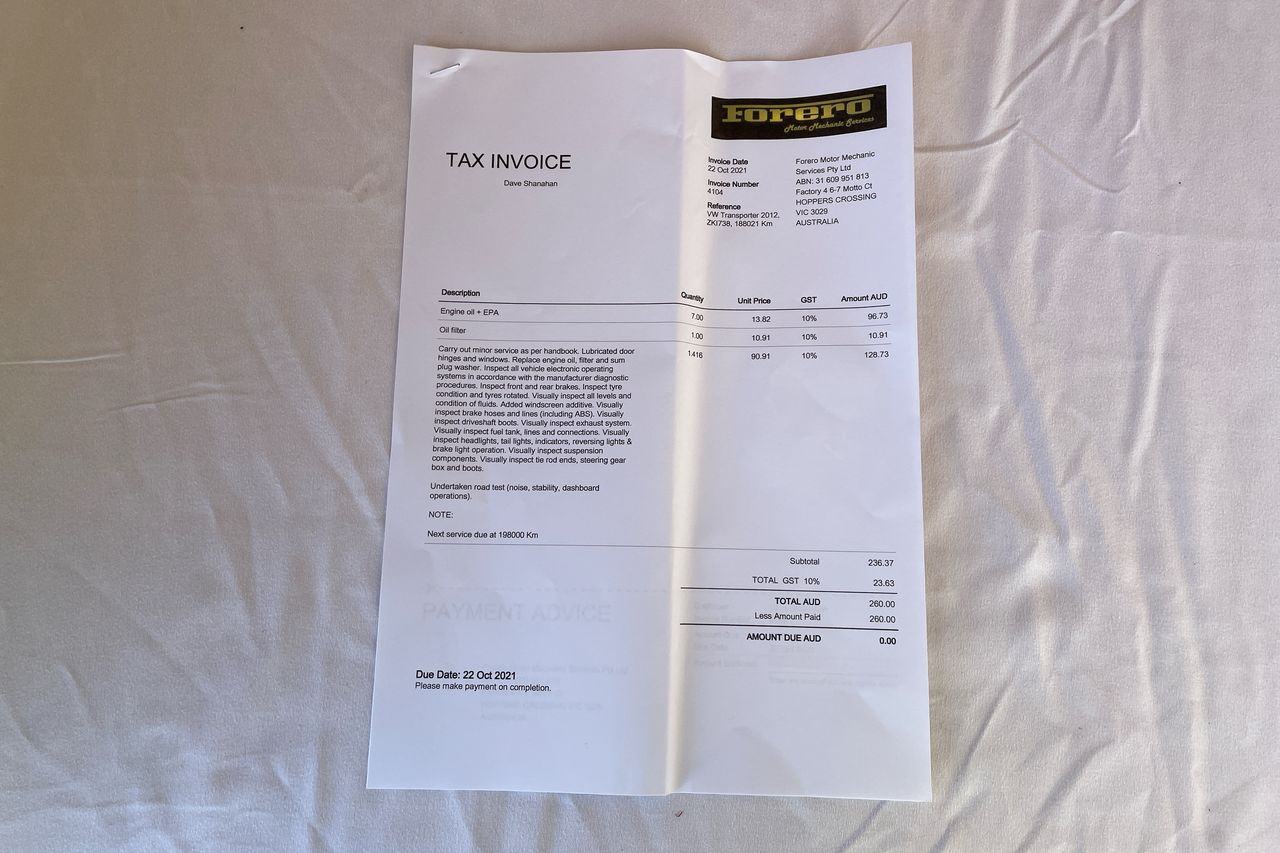 Forero
Motor Mechanic Services
TAX INVOICE
Dave Shanahan
Invoice Date
22 Oct 2021
Invoice Number
4104
Reference
VW Transporter 2012,
ZKI738, 188021 Km
Forero Motor Mechanic
Services Pty Ltd
ABN: 31 609 951 813
Factory 4 6-7 Motto Ct
HOPPERS CROSSING
VIC 3029
AUSTRALIA
Description Quantity Unit Price GST Amount AUD
Engine oil + EPA 7.00 13.82 10% 96.73
Oil filter 1.00 10.91 10% 10.91
Carry out minor service as per handbook. Lubricated door 1.416 90.91 10% 128.73
hinges and windows. Replace engine oil, filter and sum
plug washer. Inspect all vehicle electronic operating
systems in accordance with the manufacturer diagnostic
procedures. Inspect front and rear brakes. Inspect tyre
condition and tyres rotated. Visually inspect all levels and
condition of fluids. Added windscreen additive. Visually
inspect brake hoses and lines (including ABS). Visually
inspect driveshaft boots. Visually inspect exhaust system.
Visually inspect fuel tank, lines and connections. Visually
inspect headlights, tail lights, indicators, reversing lights &
brake light operation. Visually inspect suspension
components. Visually inspect tie rod ends, steering gear
box and boots.
Undertaken road test (noise, stability, dashboard
operations).
NOTE:
Next service due at 198000 Km
Subtotal 236.37
TOTAL GST 10% 23.63
TOTAL AUD 260.00
Less Amount Paid 260.00
AMOUNT DUE AUD 0.00
PAYMENT ADVICE
Due Date: 22 Oct 2021
Please make payment on completion.